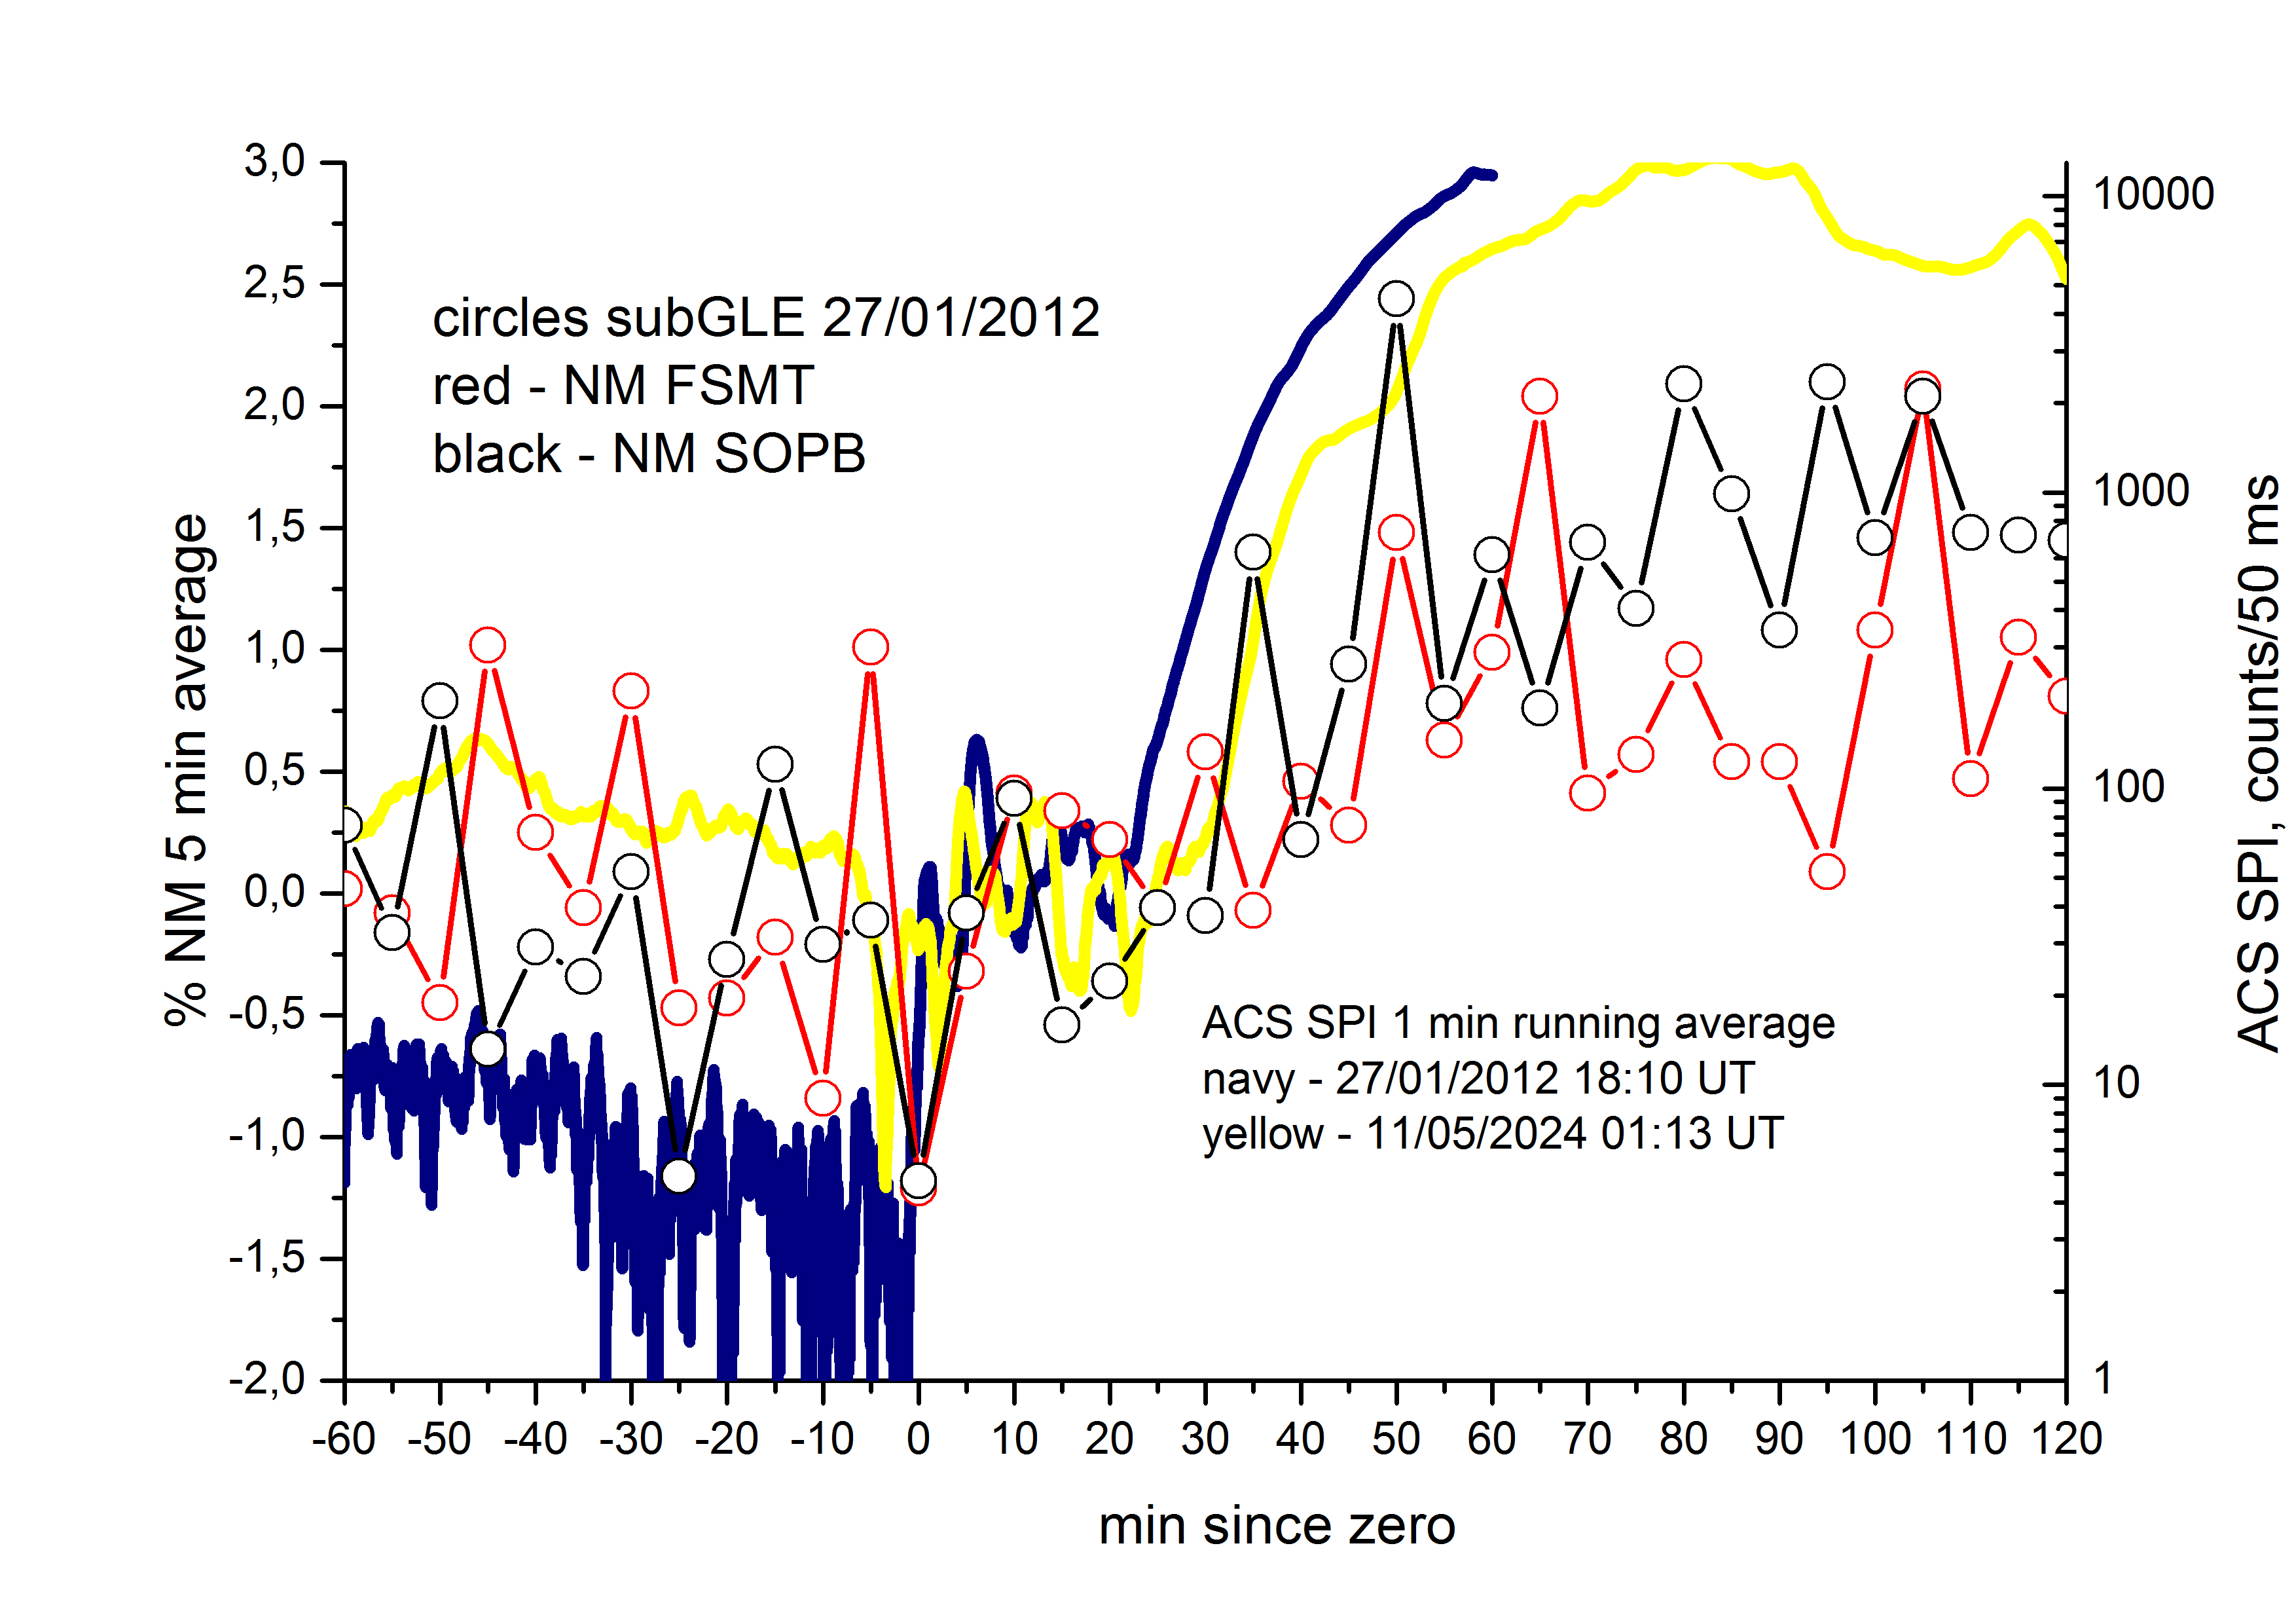 3,0
2,5
2,0
1,5
1,0
0,5
0,0
-0,5
-1,0
-1,5
-2,0
% NM 5 min average
circles subGLE 27/01/2012
red - NM FSMT
black - NM SOPB
ACS SPI 1 min running average
navy - 27/01/2012 18:10 UT
yellow - 11/05/2024 01:13 UT
10000
1000
100
10
1
ACS SPI, counts/50 ms
-60 -50 -40 -30 -20 -10 0 10 20 30 40 50 60 70 80 90 100 110 120
min since zero